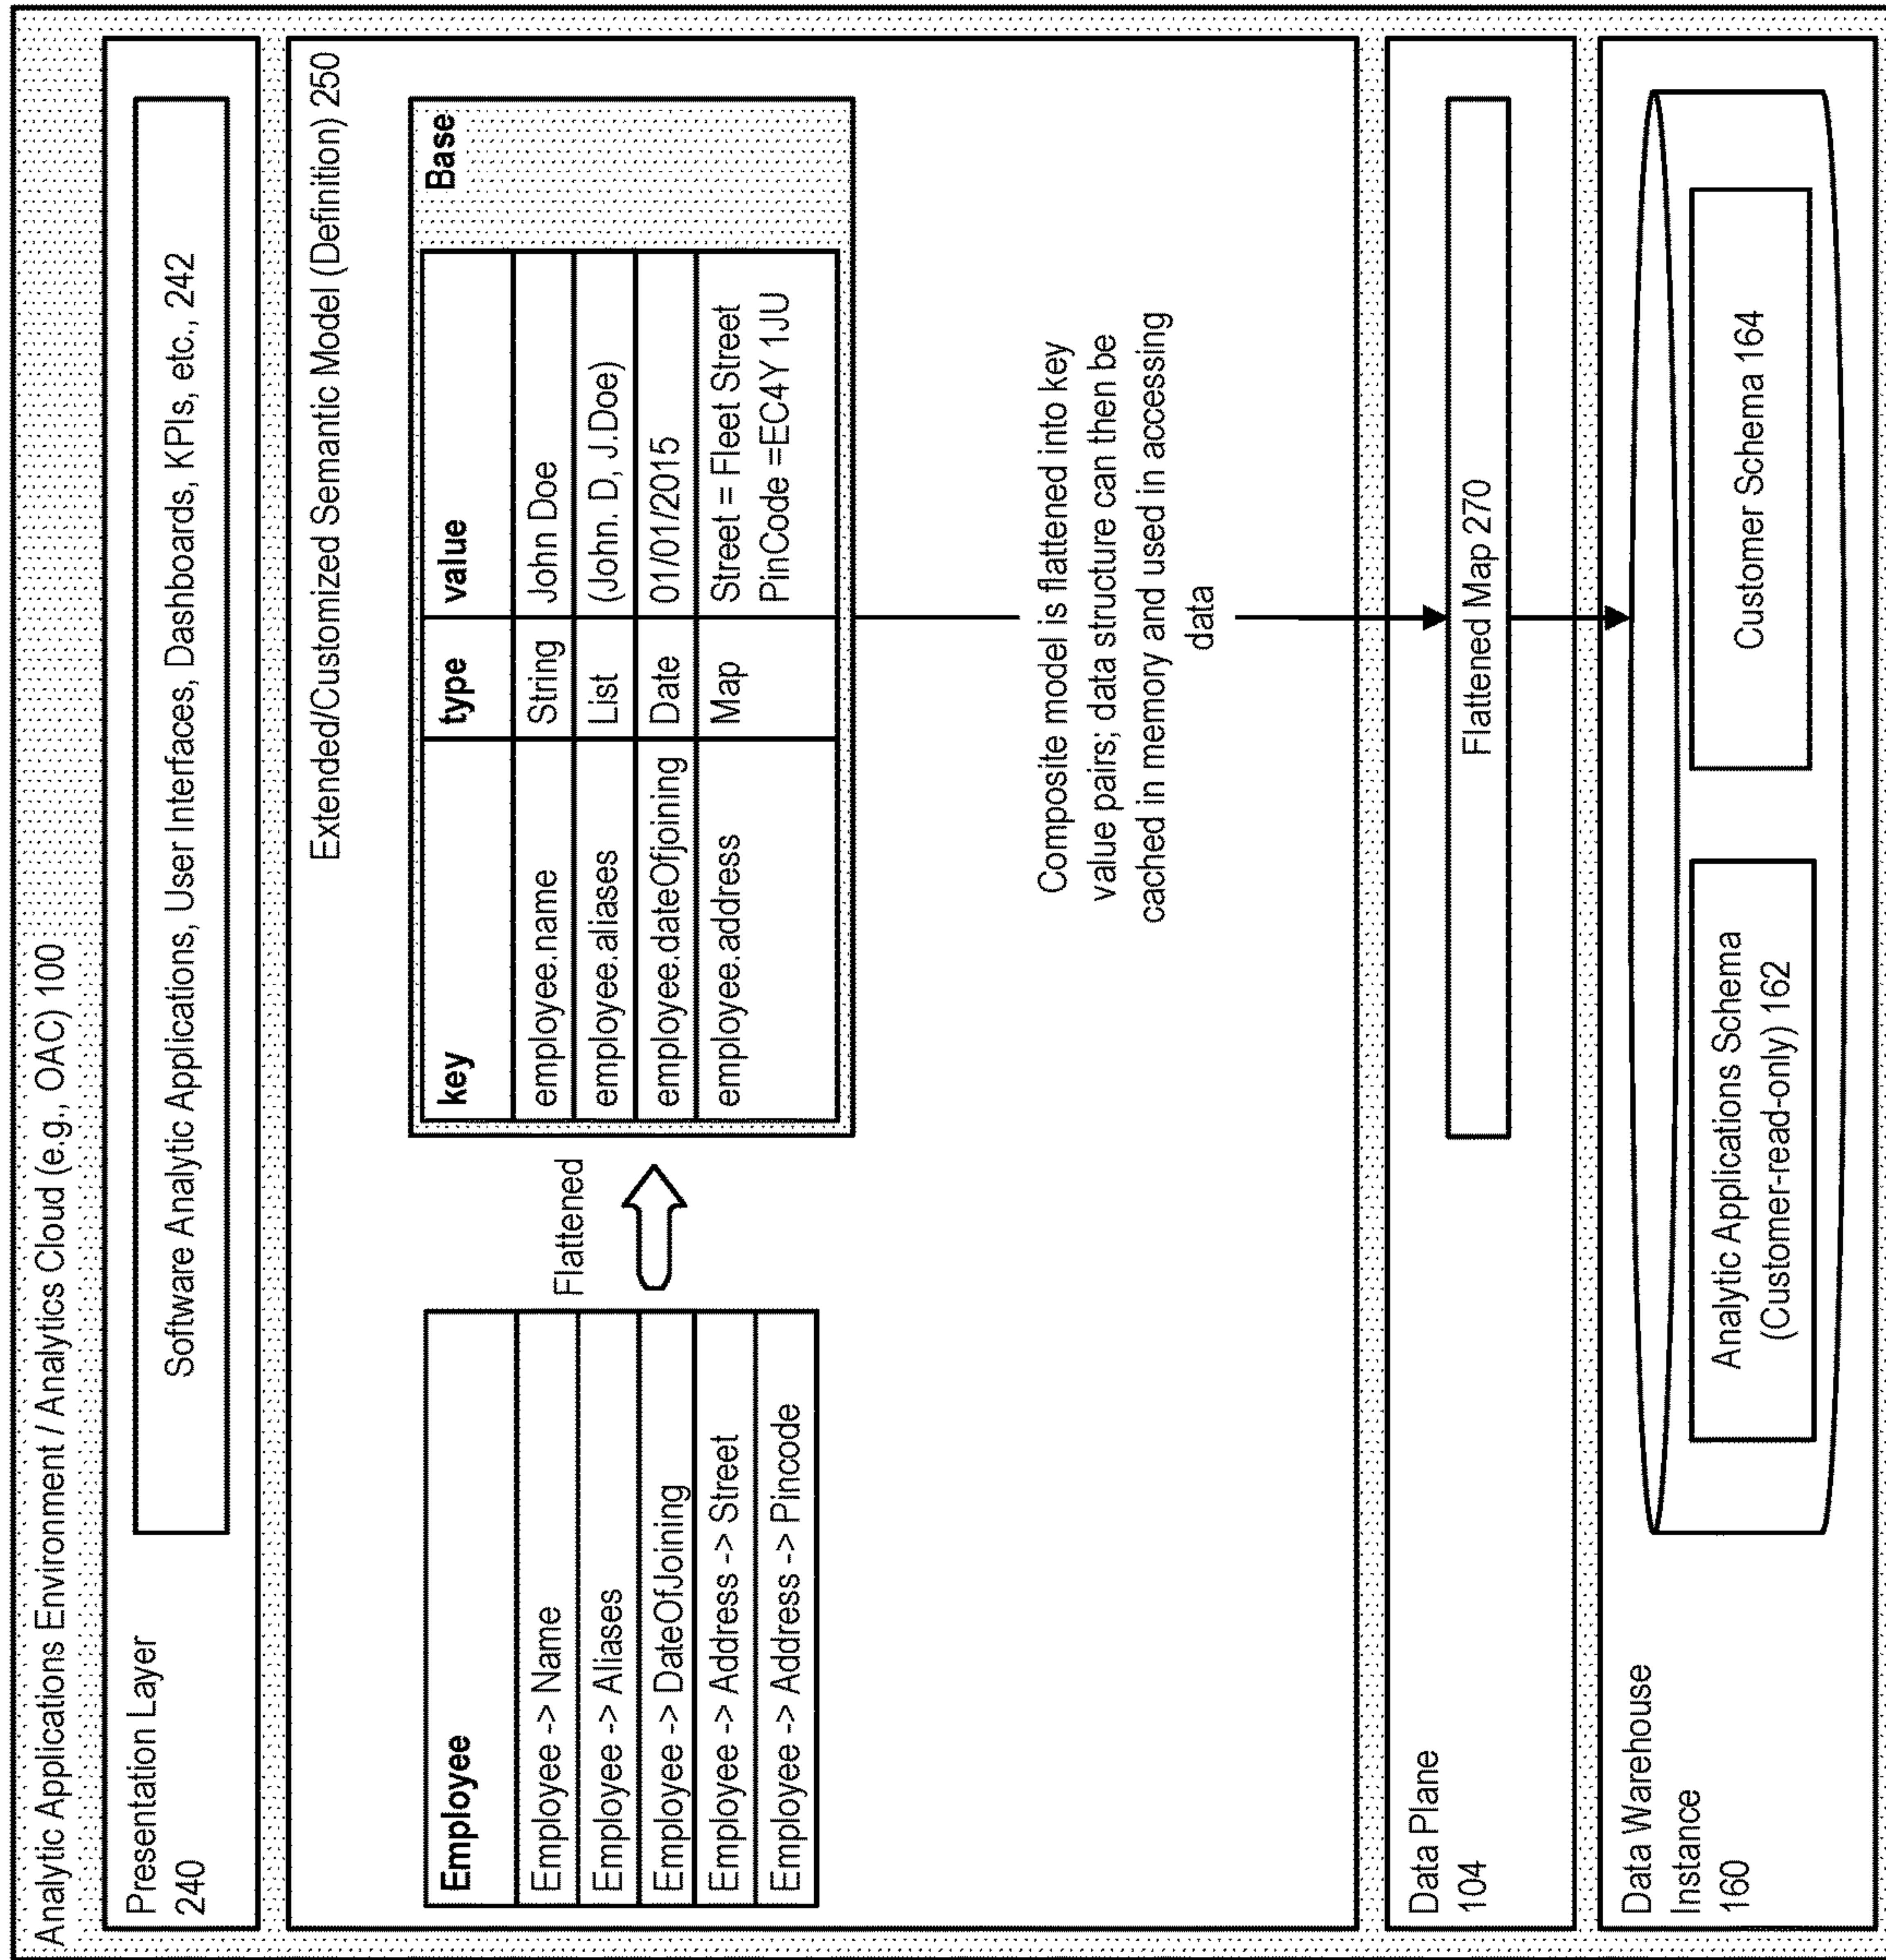 Analytic Applications Environment / Analytics Cloud (e.g., OAC) 100
Presentation Layer
240
Software Analytic Applications, User Interfaces, Dashboards, KPIs, etc., 242
Extended/Customized Semantic Model (Definition) 250
Employee
Employee -> Name
Employee -> Aliases
Employee -> DateOfJoining
Employee -> Address -> Street
Employee -> Address -> Pincode
Flattened
Base
key type value
employee.name String John Doe
employee.aliases List (John. D, J.Doe)
employee.dateOfjoining Date 01/01/2015
employee.address Map Street = Fleet Street
PinCode =EC4Y 1JU
Composite model is flattened into key
value pairs; data structure can then be
cached in memory and used in accessing
data
Data Plane
104
Flattened Map 270
Data Warehouse
Instance
160
Analytic Applications Schema
(Customer-read-only) 162
Customer Schema 164